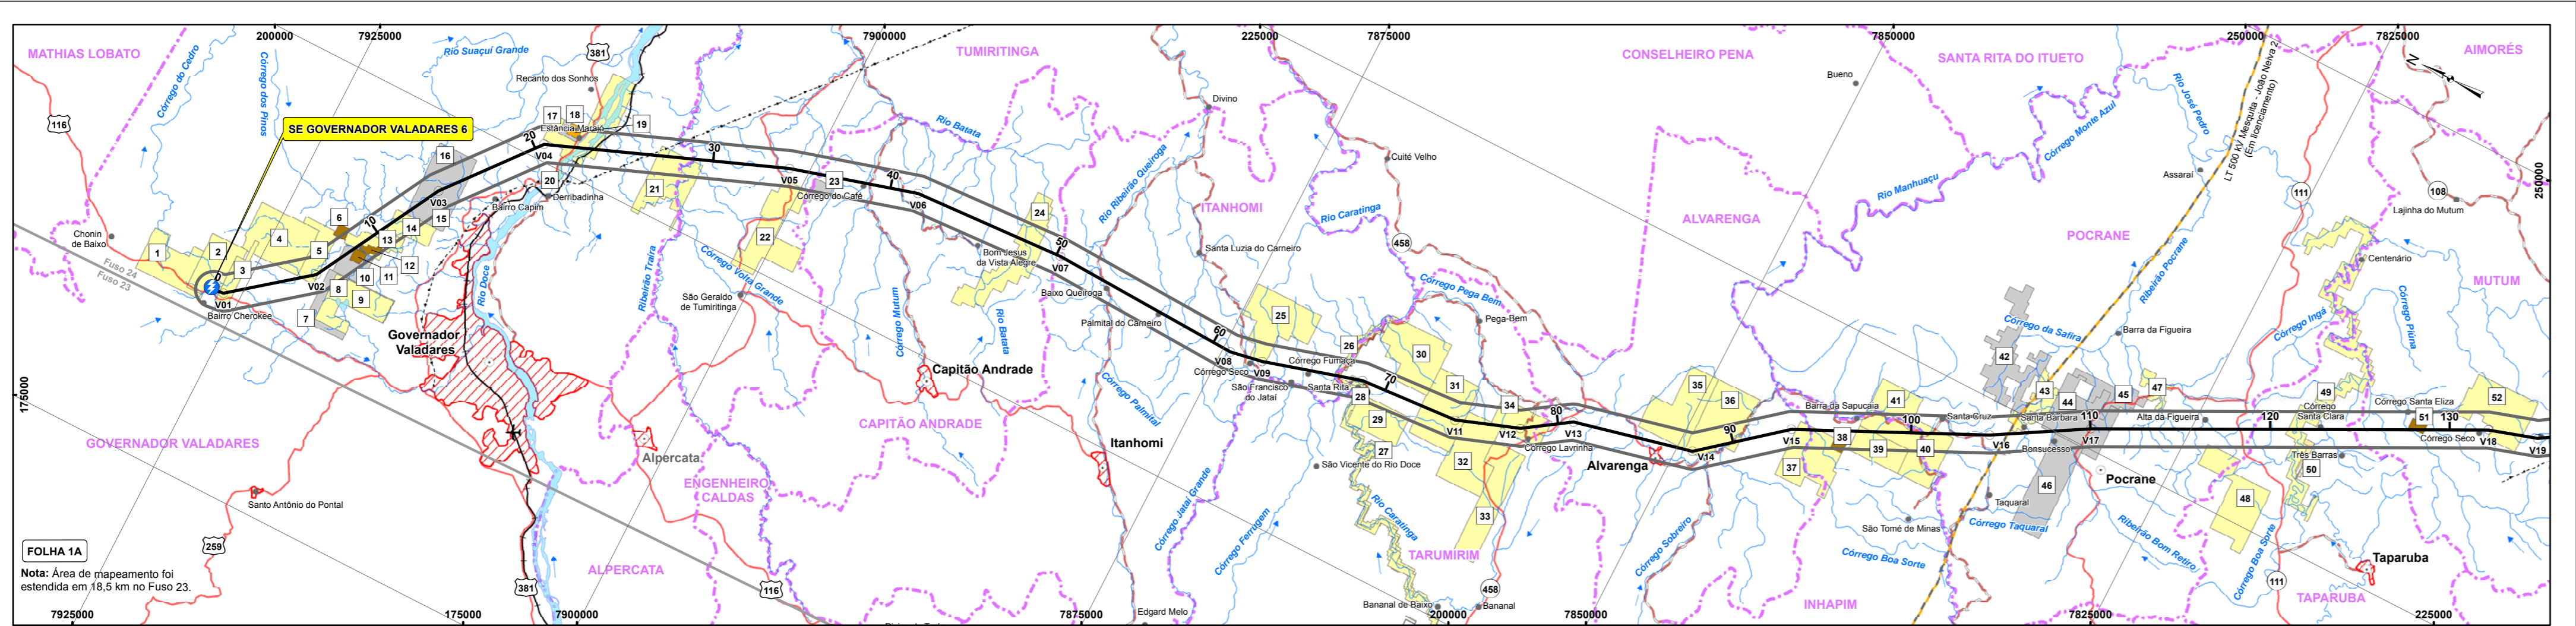 200000
7925000
7900000
225000
7875000
7850000
250000
7825000
MATHIAS LOBATO
Córrego do Cedro
Córrego dos Pinos
Rio Suaçuí Grande
381
TUMIRITINGA
CONSELHEIRO PENA
SANTA RITA DO ITUETO
AIMORÉS
N
Recanto dos Sonhos
Bueno
LT 500 kV Mesquita - João Neiva 2
(Em licenciamento)
Rio José Pedro
116
SE GOVERNADOR VALADARES 6
17
18
19
Estância Marajó
20
V04
Rio Batata
Divino
Rio Ribeirão Queiroga
Cuité Velho
Córrego Monte Azul
Assaraí
Rio Manhuaçu
111
108
Lajinha do Mutum
250000
16
20
Derribadinha
Bairro Capim
21
30
V05
23
Córrego do Café
40
V06
24
ITANHOMI
Rio Caratinga
458
ALVARENGA
POCRANE
Chonin
de Baixo
1
2
3
4
5
6
V03
10
15
14
13
12
11
10
9
8
7
0
V01
V02
Bairro Cherokee
Fuso 24
Fuso 23
Rio Doce
Ribeirão Traíra
Córrego Volta Grande
22
São Geraldo
de Tumiritinga
Córrego Mutum
Rio Batata
Bom Jesus
da Vista Alegre
50
V07
Baixo Queiroga
Palmital do Carneiro
Santa Luzia do Carneiro
Córrego Pega Bem
Pega-Bem
Ribeirão Pocrane
Centenário
MUTUM
Córrego Piúna
Córrego Ingá
Governador
Valadares
Capitão Andrade
60
V08
V09
25
26
Córrego Seco
Córrego Fumaça
São Francisco
do Jataí
Santa Rita
28
29
27
70
30
31
32
33
34
V11
V12
80
V13
Córrego Lavrinha
35
36
90
V14
Alvarenga
Barra da Sapucaia
V15
37
38
39
40
41
100
Santa Cruz
V16
Santa Bárbara
Bonsucesso
42
43
44
45
46
47
Córrego da Safira
Barra da Figueira
110
V17
Alta da Figueira
Pocrane
48
49
50
Córrego
Santa Clara
120
Três Barras
Córrego Santa Eliza
51
130
52
Córrego Seco
V18
V19
175000
GOVERNADOR VALADARES
Alpercata
CAPITÃO ANDRADE
Itanhomi
Córrego Palmital
Córrego Jataí Grande
Córrego Ferrugem
São Vicente do Rio Doce
Rio Caratinga
TARUMIRIM
Córrego Sobreiro
Taquaral
São Tomé de Minas
Córrego Taquaral
Córrego Boa Sorte
Ribeirão Bom Retiro
Córrego Boa Sorte
Taparuba
ENGENHEIRO
CALDAS
Santo Antônio do Pontal
259
FOLHA 1A
Nota: Área de mapeamento foi
estendida em 18,5 km no Fuso 23.
ALPERCATA
381
116
Edgard Melo
Bananal de Baixo
Bananal
458
INHAPIM
111
TAPARUBA
7925000
175000
7900000
7875000
200000
7850000
7825000
225000